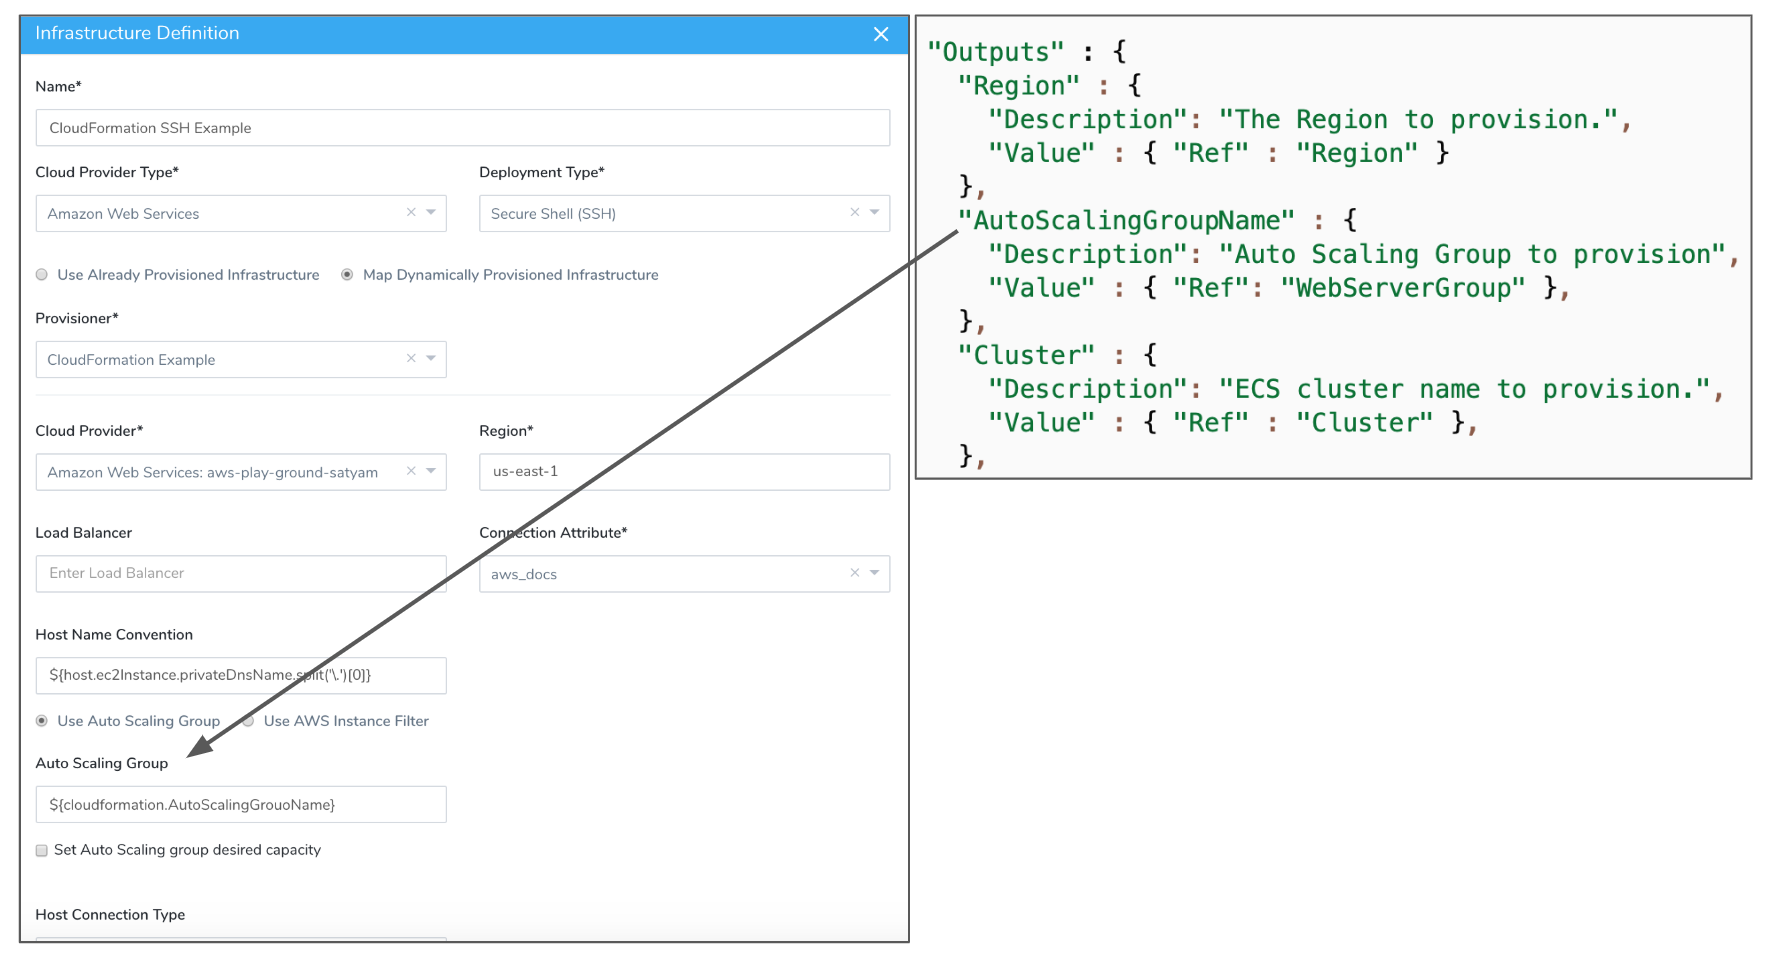 Infrastructure Definition
Name*
CloudFormation SSH Example
Cloud Provider Type*
Deployment Type*
Amazon Web Services
Secure Shell (SSH)
Use Already Provisioned Infrastructure
Map Dynamically Provisioned Infrastructure
Provisioner*
CloudFormation Example
Cloud Provider*
Region*
Amazon Web Services: aws-play-ground-satyam
us-east-1
Load Balancer
Connection Attribute*
Enter Load Balancer
aws_docs
Host Name Convention
${host.ec2Instance.privateDnsName.split('\.')[0]}
Use Auto Scaling Group
Use AWS Instance Filter
Auto Scaling Group
${cloudformation.AutoScalingGrouoName}
Set Auto Scaling group desired capacity
Host Connection Type
"Outputs" : {
"Region" : {
"Description": "The Region to provision.",
"Value" : { "Ref" : "Region" }
},
"AutoScalingGroupName" : {
"Description": "Auto Scaling Group to provision",
"Value" : { "Ref": "WebServerGroup" },
},
"Cluster" : {
"Description": "ECS cluster name to provision.",
"Value" : { "Ref" : "Cluster" },
},